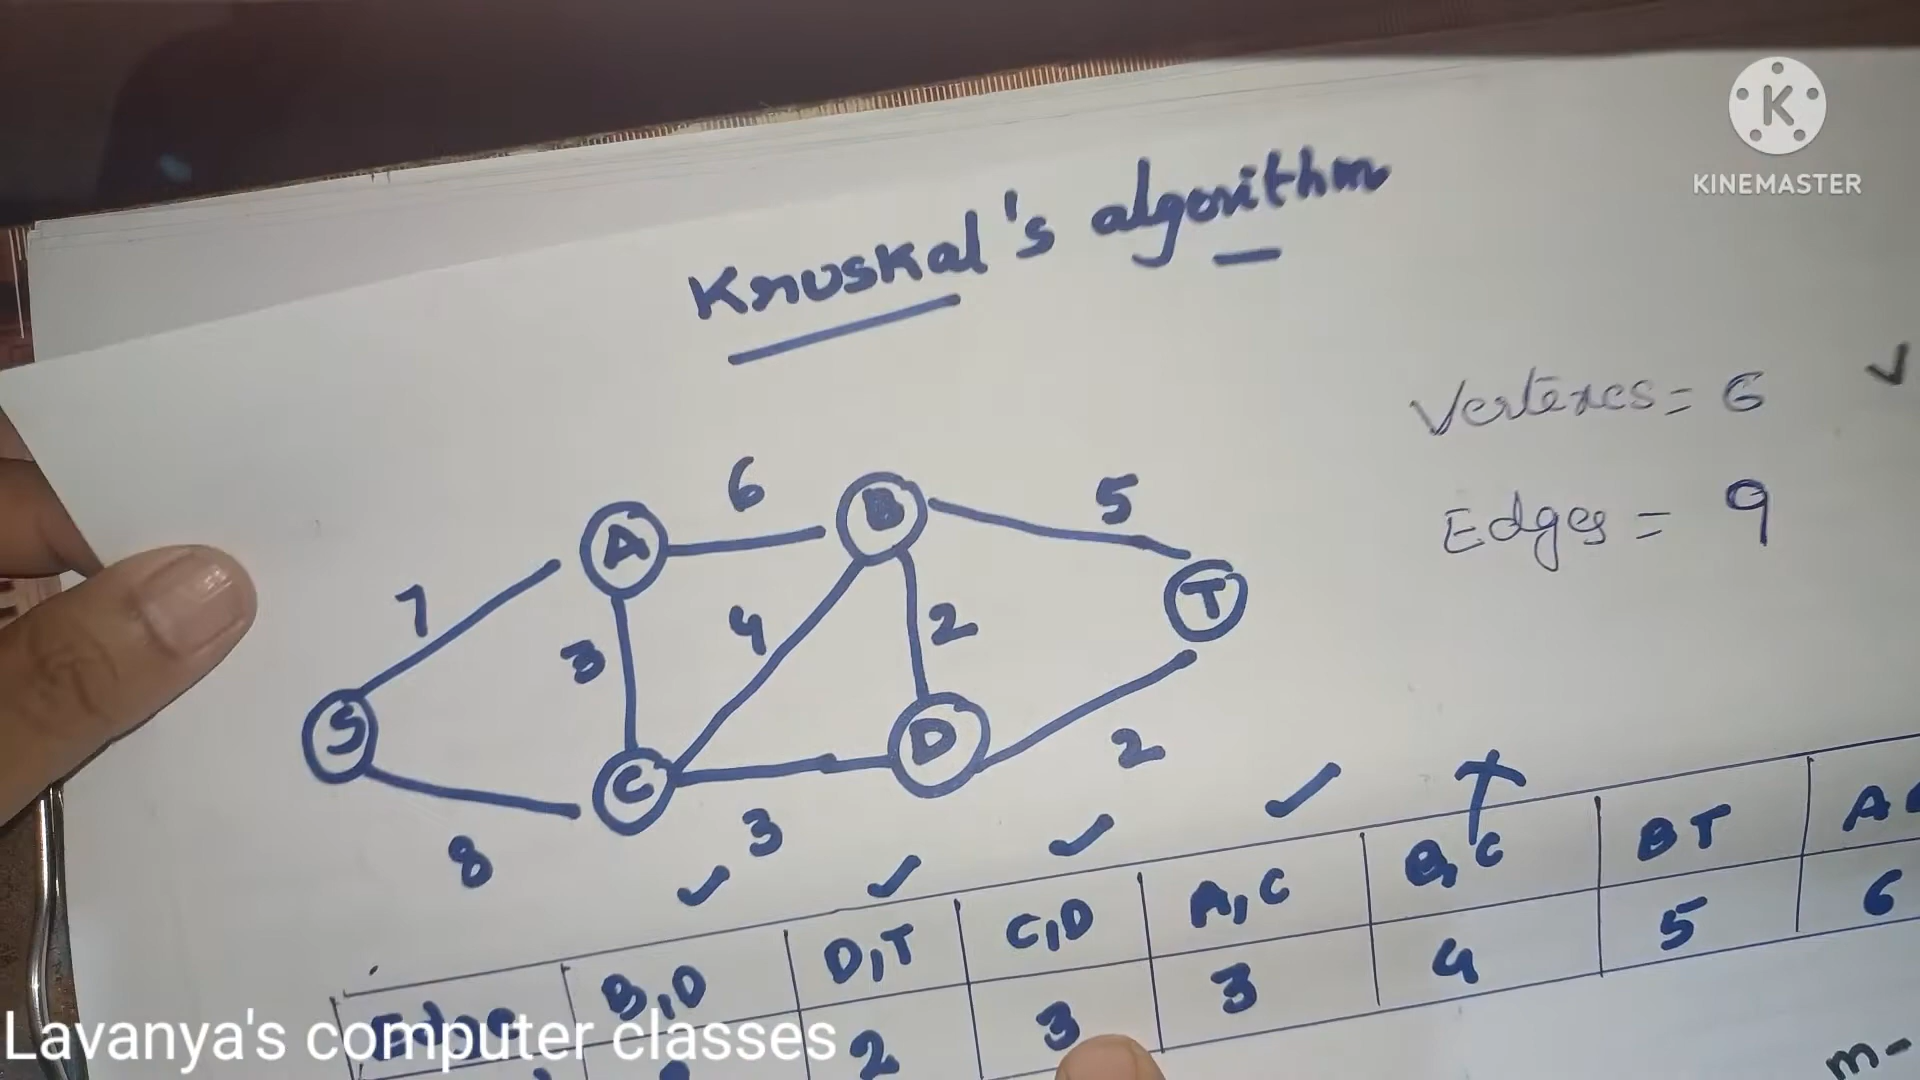 K
KINEMASTER
Kruskal's algorithm
Vertexes = 6
Edges = 9
6
5
7
A
B
T
3
4
2
S
C
D
8
3
2
Edge B,D D,T C,D A,C B,C BT
2 3 3 4 5 6
m-
Lavanya's computer classes